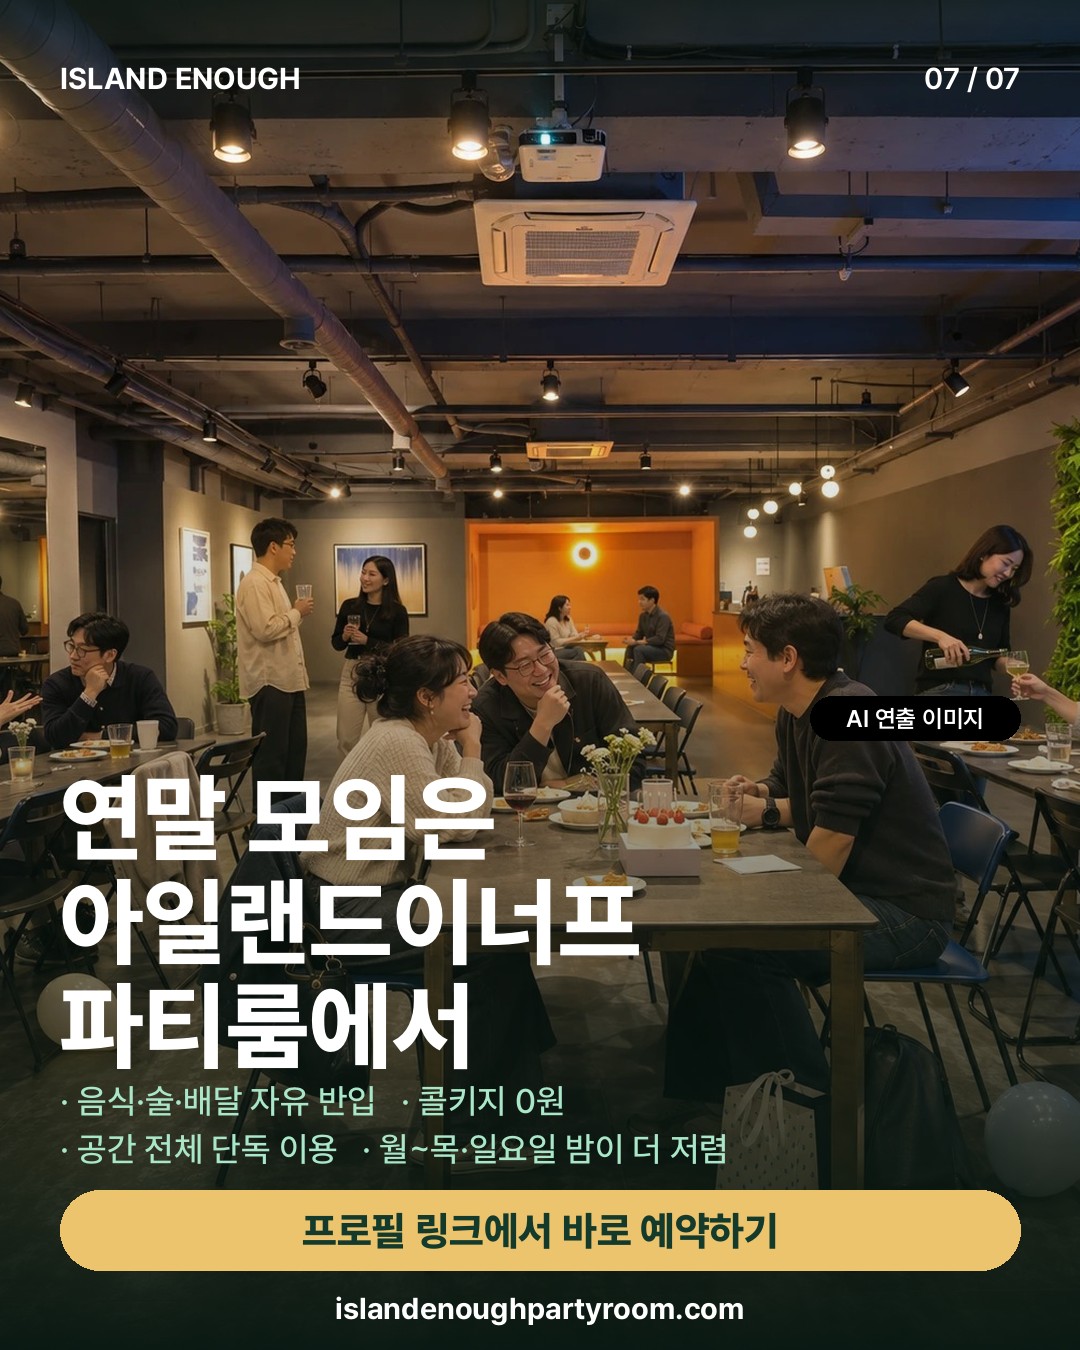 ISLAND ENOUGH
07 / 07
AI 연출 이미지
연말 모임은
아일랜드이너프
파티룸에서
· 음식·술·배달 자유 반입 · 콜키지 0원
· 공간 전체 단독 이용 · 월~목·일요일 밤이 더 저렴
프로필 링크에서 바로 예약하기
islandenoughpartyroom.com